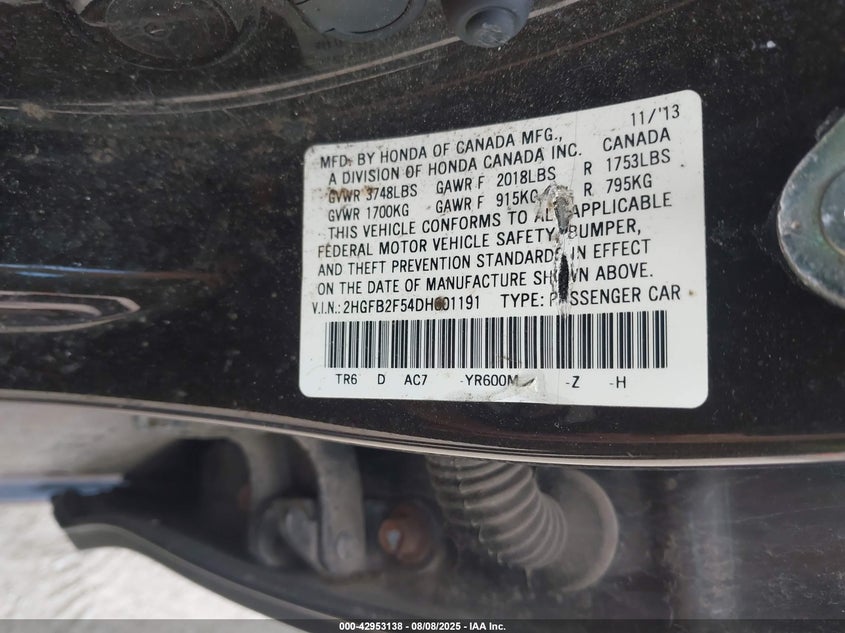 11/'13
MFD. BY HONDA OF CANADA MFG.,
A DIVISION OF HONDA CANADA INC. CANADA
GVWR 3748LBS GAWR F 2018LBS R 1753LBS
GVWR 1700KG GAWR F 915KG R 795KG
THIS VEHICLE CONFORMS TO ALL APPLICABLE
FEDERAL MOTOR VEHICLE SAFETY, BUMPER,
AND THEFT PREVENTION STANDARDS IN EFFECT
ON THE DATE OF MANUFACTURE SHOWN ABOVE.
V.I.N.: 2HGFB2F54DH601191 TYPE: PASSENGER CAR
TR6 D AC7 -YR600M -Z -H
000-42953138 - 08/08/2025 - IAA Inc.